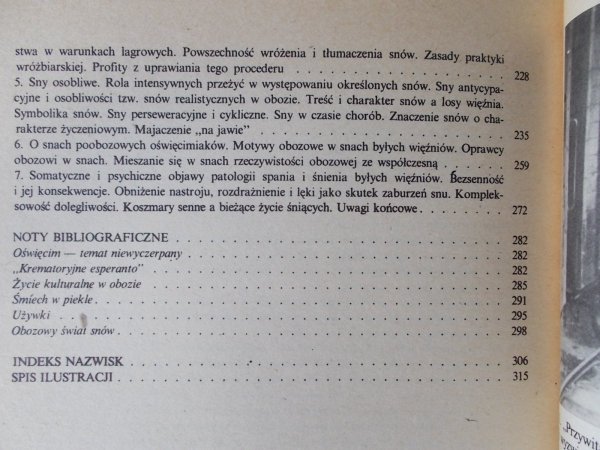 stwa w warunkach lagrowych. Powszechność wróżenia i tłumaczenia snów. Zasady praktyki
wróżbiarskiej. Profity z uprawiania tego procederu 228
5. Sny osobliwe. Rola intensywnych przeżyć w występowaniu określonych snów. Sny antycypa-
cyjne i osobliwości tzw. snów realistycznych w obozie. Treść i charakter snów a losy więźnia.
Symbolika snów. Sny perseweracyjne i cykliczne. Sny w czasie chorób. Znaczenie snów o cha-
rakterze życzeniowym. Majaczenie „na jawie" 235
6. O snach poobozowych oświęcimiaków. Motywy obozowe w snach byłych więźniów. Oprawcy
obozowi w snach. Mieszanie się w snach rzeczywistości obozowej ze współczesną . . . . 259
7. Somatyczne i psychiczne objawy patologii spania i śnienia byłych więźniów. Bezsenność
i jej konsekwencje. Obniżenie nastroju, rozdrażnienie i lęki jako skutek zaburzeń snu. Komplek-
sowość dolegliwości. Koszmary senne a bieżące życie śniących. Uwagi końcowe . . . . 272
NOTY BIBLIOGRAFICZNE . . . . 282
Oświęcim — temat niewyczerpany . . . . 282
„Krematoryjne esperanto" . . . . 282
Życie kulturalne w obozie . . . . 285
Śmiech w piekle . . . . 291
Używki . . . . 295
Obozowy świat snów . . . . 298
INDEKS NAZWISK . . . . 306
SPIS ILUSTRACJI . . . . 315
„Przywit